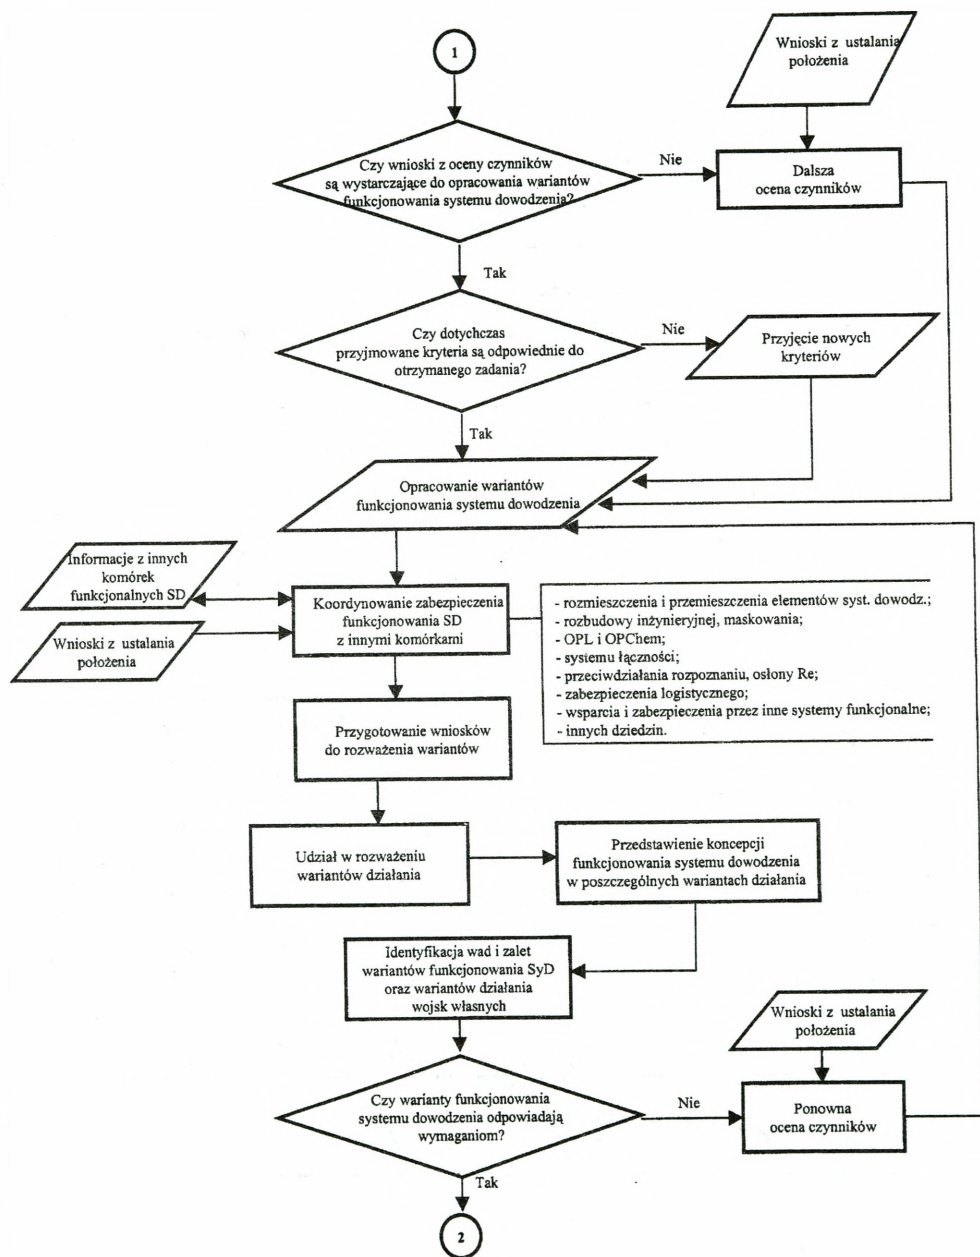 1
Wnioski z ustalania
położenia
Czy wnioski z oceny czynników
są wystarczające do opracowania wariantów
funkcjonowania systemu dowodzenia?
Nie
Dalsza
ocena czynników
Tak
Czy dotychczas
przyjmowane kryteria są odpowiednie do
otrzymanego zadania?
Nie
Przyjęcie nowych
kryteriów
Tak
Opracowanie wariantów
funkcjonowania systemu dowodzenia
Informacje z innych
komórek
funkcjonalnych SD
Wnioski z ustalania
położenia
Koordynowanie zabezpieczenia
funkcjonowania SD
z innymi komórkami
- rozmieszczenia i przemieszczenia elementów syst. dowodz.;
- rozbudowy inżynieryjnej, maskowania;
- OPL i OPChem;
- systemu łączności;
- przeciwdziałania rozpoznaniu, osłony Re;
- zabezpieczenia logistycznego;
- wsparcia i zabezpieczenia przez inne systemy funkcjonalne;
- innych dziedzin.
Przygotowanie wniosków
do rozważenia wariantów
Udział w rozważeniu
wariantów działania
Przedstawienie koncepcji
funkcjonowania systemu dowodzenia
w poszczególnych wariantach działania
Identyfikacja wad i zalet
wariantów funkcjonowania SyD
oraz wariantów działania
wojsk własnych
Wnioski z ustalania
położenia
Czy warianty funkcjonowania
systemu dowodzenia odpowiadają
wymaganiom?
Nie
Ponowna
ocena czynników
Tak
2